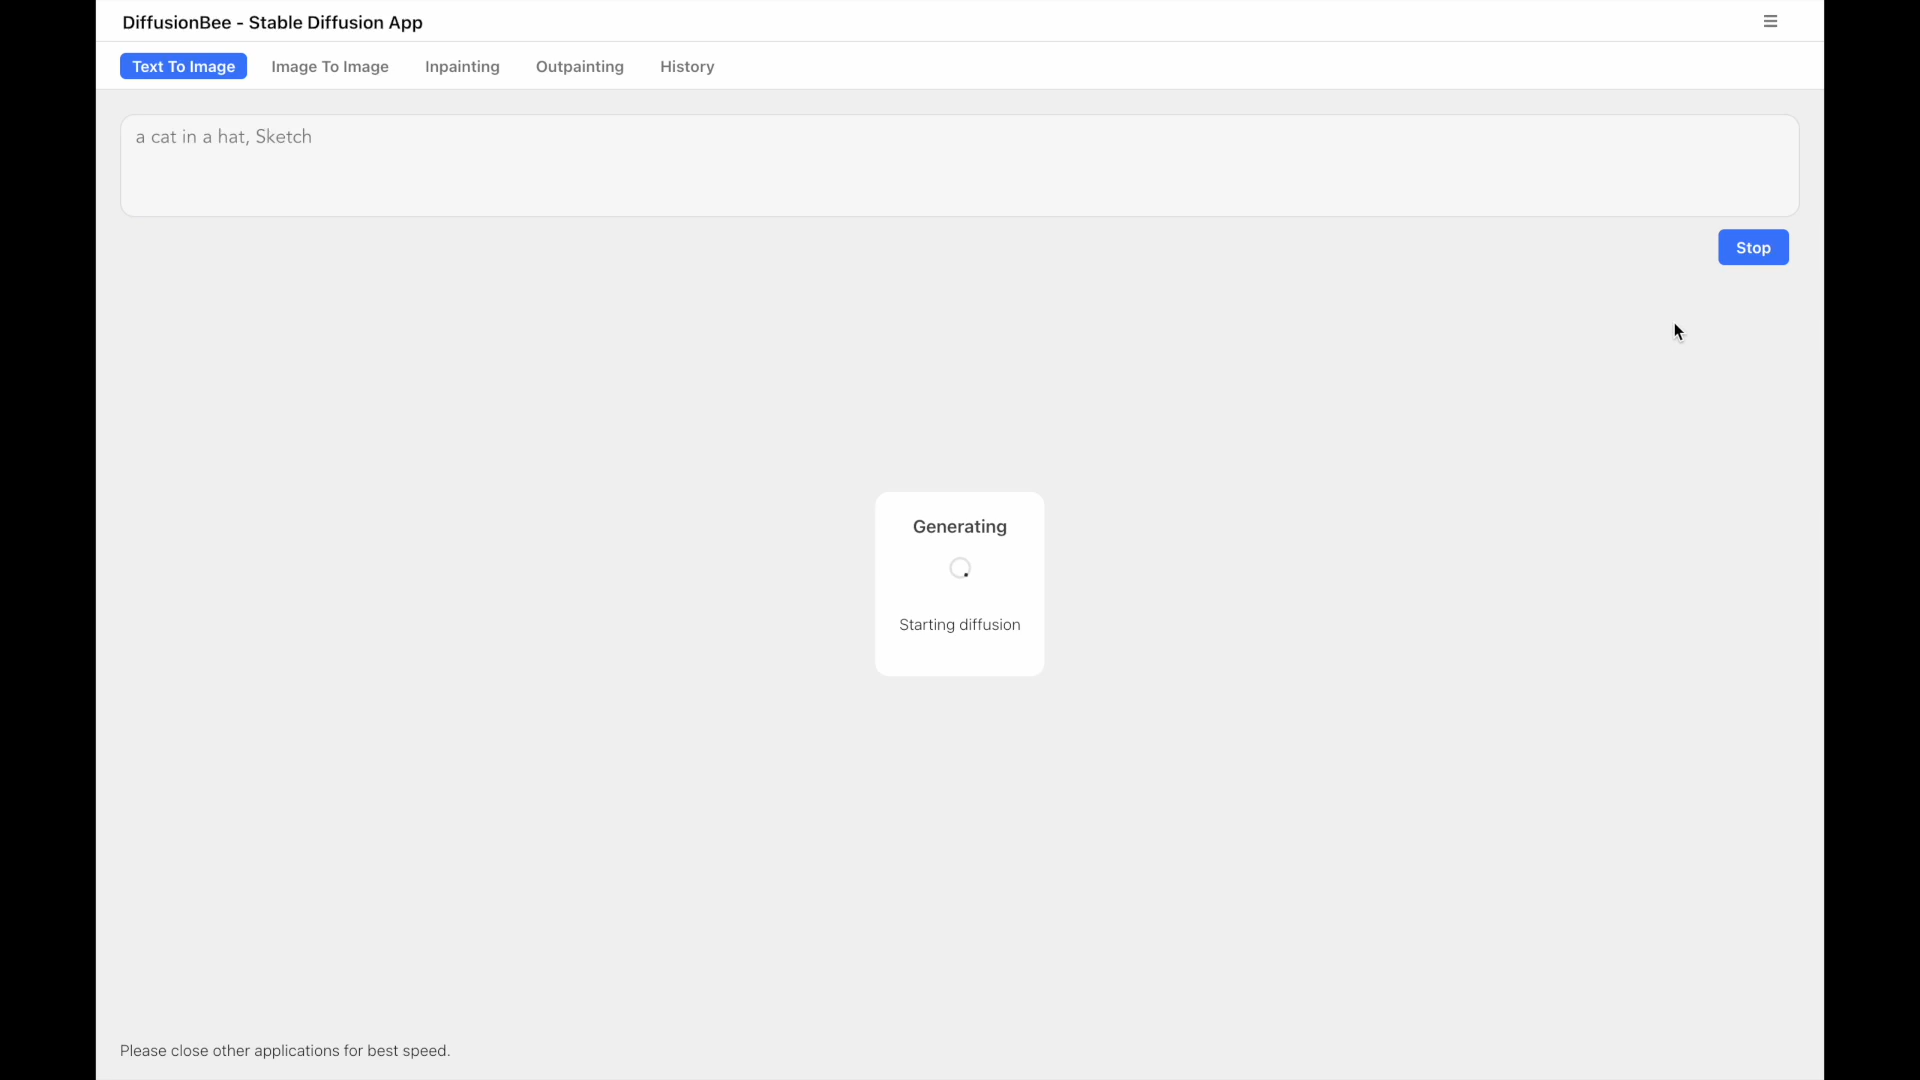 DiffusionBee - Stable Diffusion App
Text To Image
Image To Image
Inpainting
Outpainting
History
a cat in a hat, Sketch
Stop
Generating
Starting diffusion
Please close other applications for best speed.